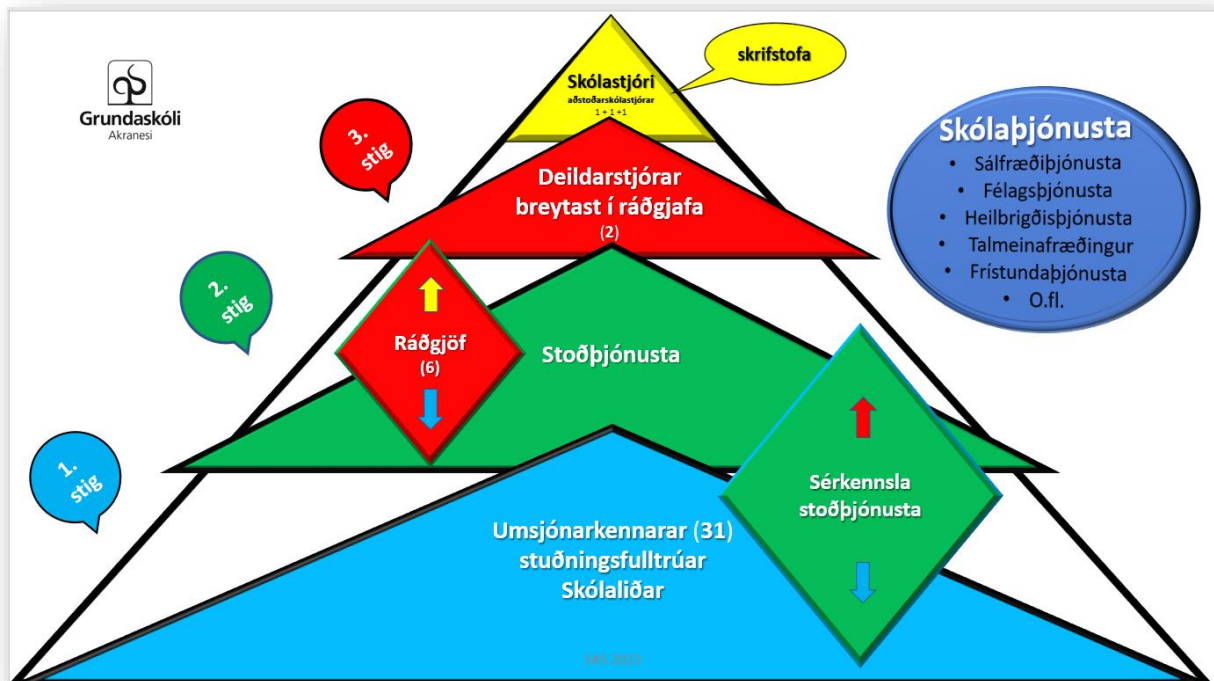 Grundaskóli
Akranesi
skrifstofa
Skólastjóri
aðstoðarskólastjórar
1 + 1 +1
3.
stig
Deildarstjórar
breytast í ráðgjafa
(2)
Skólaþjónusta
• Sálfræðiþjónusta
• Félagsþjónusta
• Heilbrigðisþjónusta
• Talmeinafræðingur
• Frístundaþjónusta
• O.fl.
2.
stig
Ráðgjöf
(6)
Stoðþjónusta
1.
stig
Umsjónarkennarar (31)
stuðningsfulltrúar
Skólaliðar
Sérkennsla
stoðþjónusta